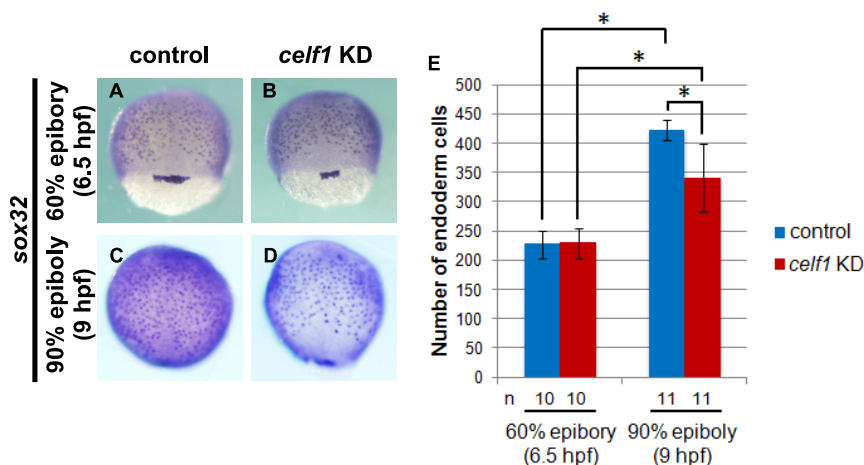 control
celf1 KD
sox32
60% epibory
(6.5 hpf)
90% epiboly
(9 hpf)
A
B
C
D
E
Number of endoderm cells
500
450
400
350
300
250
200
150
100
50
0
*
*
*
control
celf1 KD
n 10 10 11 11
60% epibory
(6.5 hpf)
90% epiboly
(9 hpf)